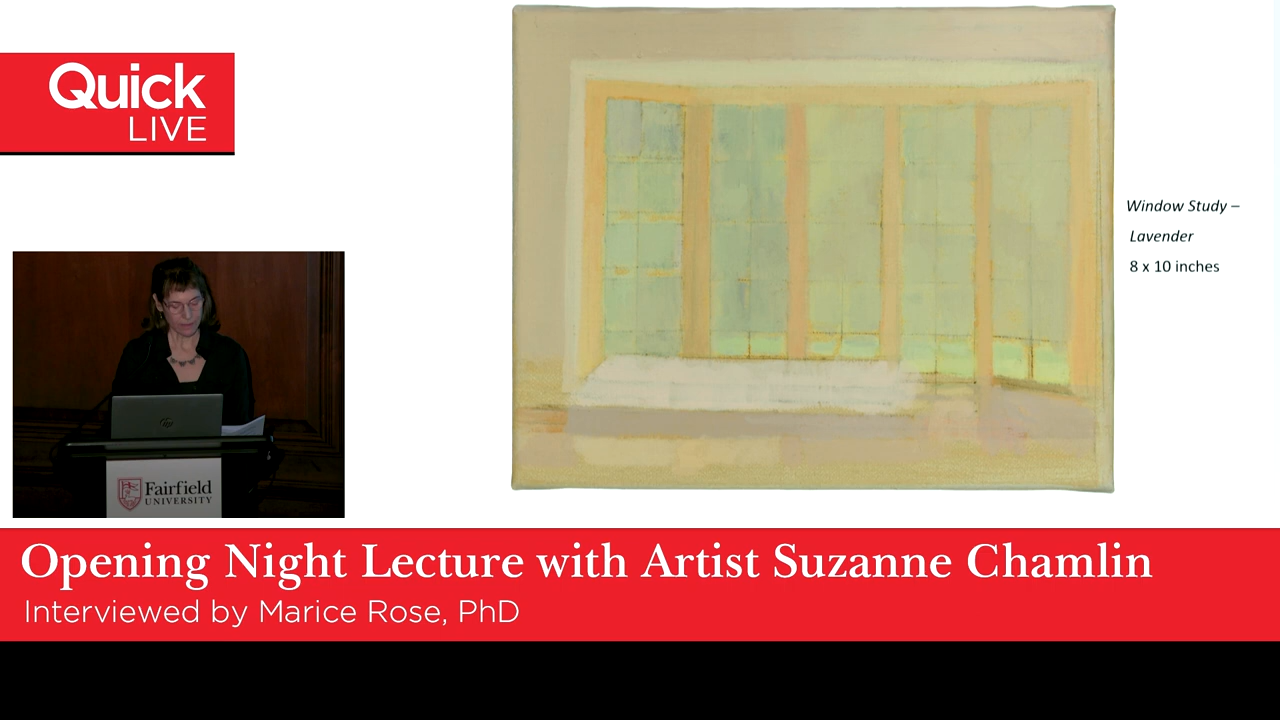 Quick
LIVE
Window Study –
Lavender
8 x 10 inches
Fairfield
UNIVERSITY
Opening Night Lecture with Artist Suzanne Chamlin
Interviewed by Marice Rose, PhD